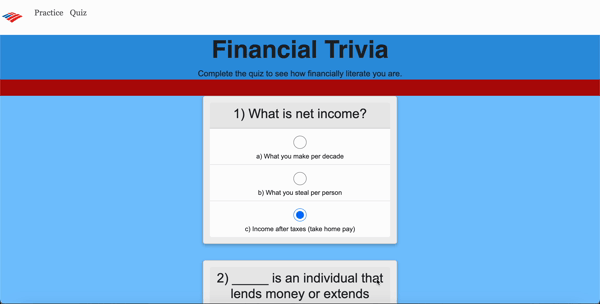 Practice Quiz
Financial Trivia
Complete the quiz to see how financially literate you are.
1) What is net income?
a) What you make per decade
b) What you steal per person
c) Income after taxes (take home pay)
2) _____ is an individual that
lends money or extends